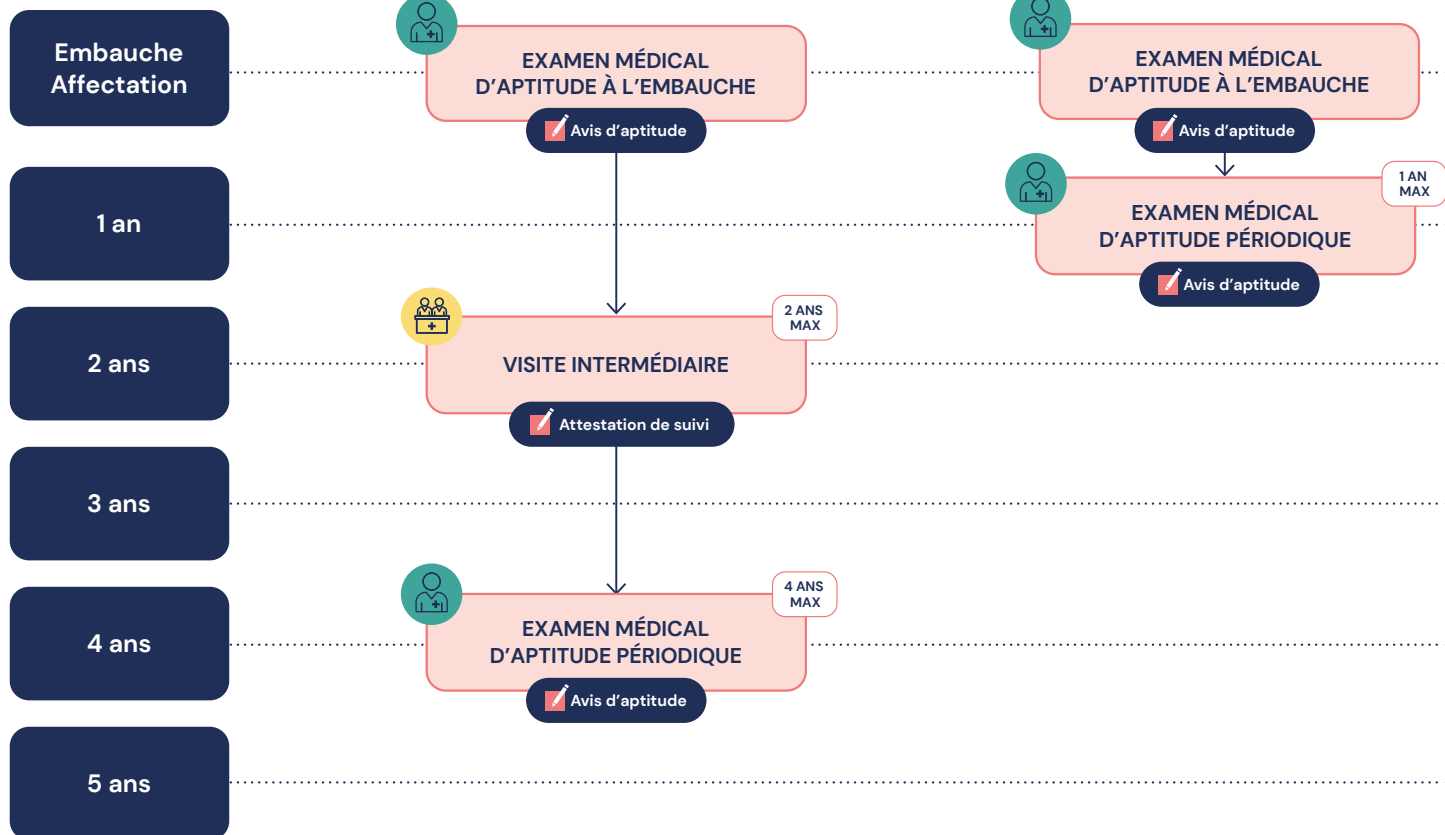 Embauche
Affectation
EXAMEN MÉDICAL
D'APTITUDE À L'EMBAUCHE
Avis d'aptitude
EXAMEN MÉDICAL
D'APTITUDE À L'EMBAUCHE
Avis d'aptitude
1 an
1 AN
MAX
EXAMEN MÉDICAL
D'APTITUDE PÉRIODIQUE
Avis d'aptitude
2 ans
2 ANS
MAX
VISITE INTERMÉDIAIRE
Attestation de suivi
3 ans
4 ans
4 ANS
MAX
EXAMEN MÉDICAL
D'APTITUDE PÉRIODIQUE
Avis d'aptitude
5 ans